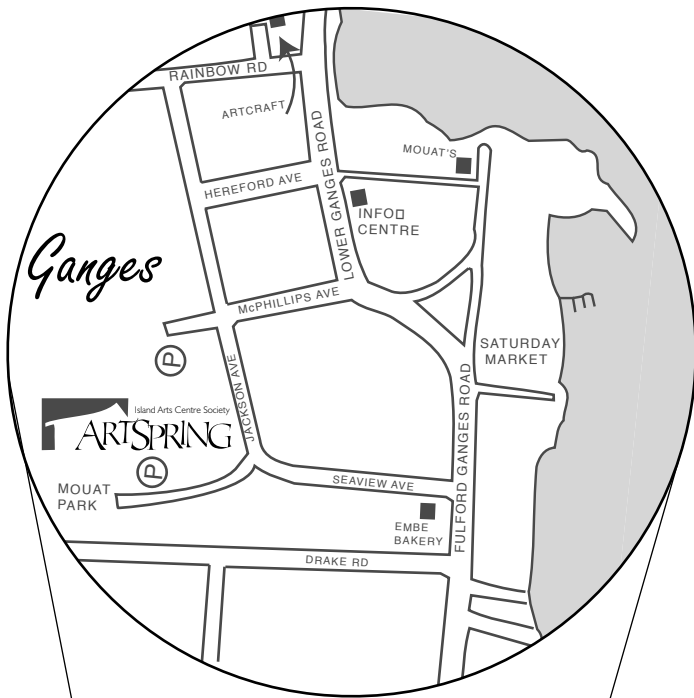 RAINBOW RD
ARTCRAFT
MOUAT'S
HEREFORD AVE
LOWER GANGES ROAD
INFO
CENTRE
Ganges
McPHILLIPS AVE
P
SATURDAY
MARKET
JACKSON AVE
Island Arts Centre Society
ARTSPRING
P
MOUAT
PARK
SEAVIEW AVE
FULFORD GANGES ROAD
EMBE
BAKERY
DRAKE RD